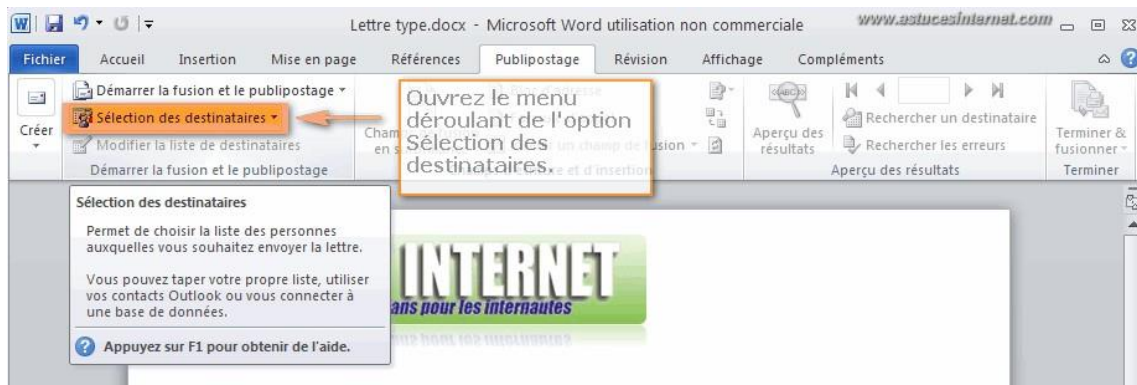 Lettre type.docx - Microsoft Word utilisation non commerciale
www.astucesinternet.com
Fichier Accueil Insertion Mise en page Références Publipostage Révision Affichage Compléments
Créer
Démarrer la fusion et le publipostage
Sélection des destinataires
Modifier la liste de destinataires
Démarrer la fusion et le publipostage
Ouvrez le menu
déroulant de l'option
Sélection des
destinataires.
Aperçu des
résultats
Rechercher un destinataire
Rechercher les erreurs
Aperçu des résultats
Terminer &
fusionner
Terminer
Sélection des destinataires
Permet de choisir la liste des personnes
auxquelles vous souhaitez envoyer la lettre.
Vous pouvez taper votre propre liste, utiliser
vos contacts Outlook ou vous connecter à
une base de données.
Appuyez sur F1 pour obtenir de l'aide.
INTERNET
ans pour les internautes